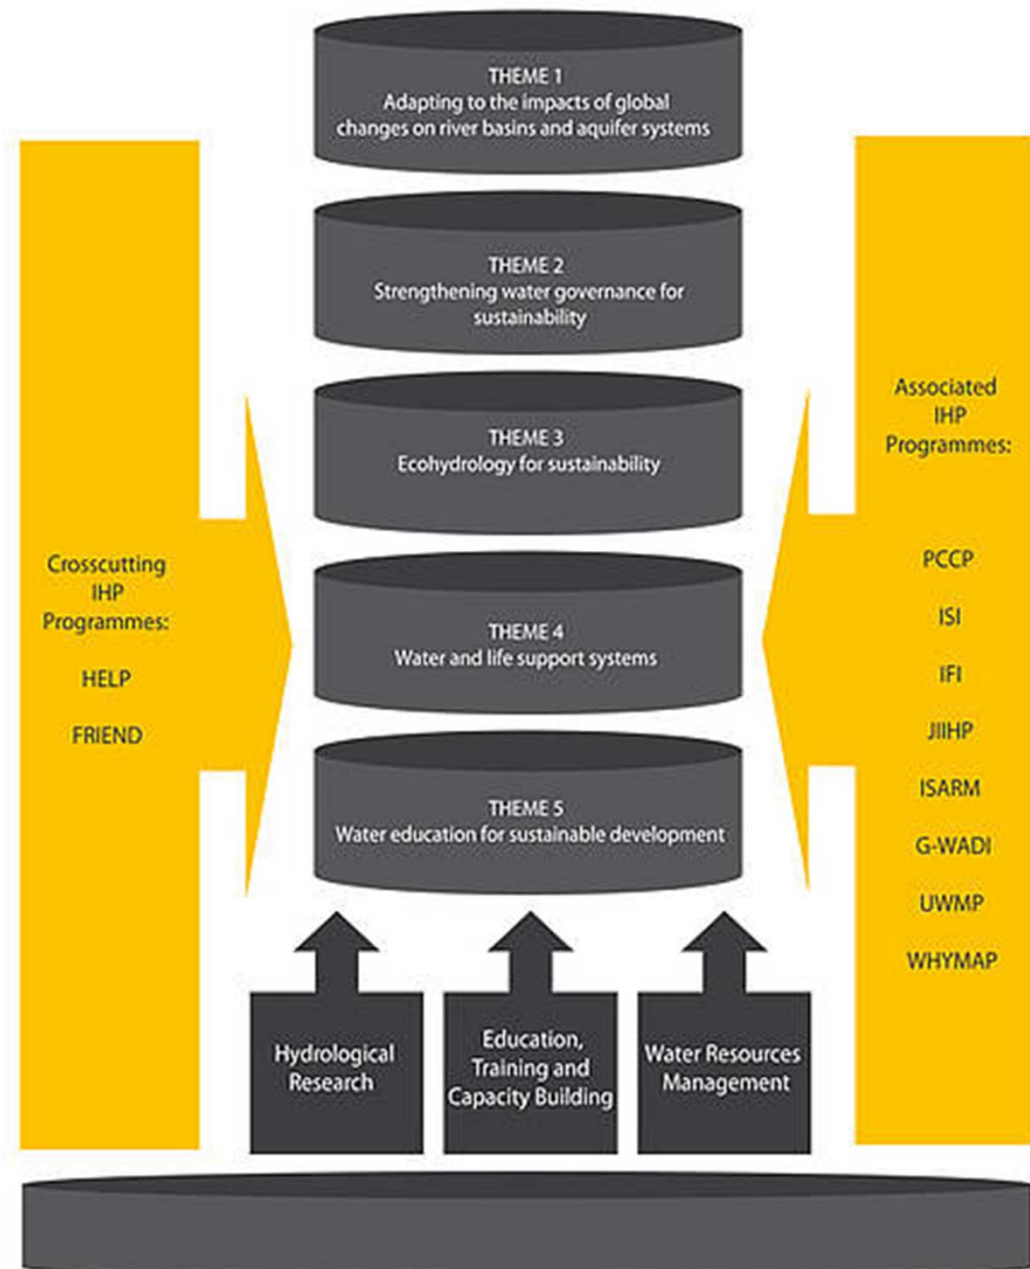 THEME 1
Adapting to the impacts of global
changes on river basins and aquifer systems
THEME 2
Strengthening water governance for
sustainability
THEME 3
Ecohydrology for sustainability
THEME 4
Water and life support systems
THEME 5
Water education for sustainable development
Crosscutting
IHP
Programmes:
HELP
FRIEND
Associated
IHP
Programmes:
PCCP
ISI
IFI
JIIHP
ISARM
G-WADI
UWMP
WHYMAP
Hydrological
Research
Education,
Training and
Capacity Building
Water Resources
Management